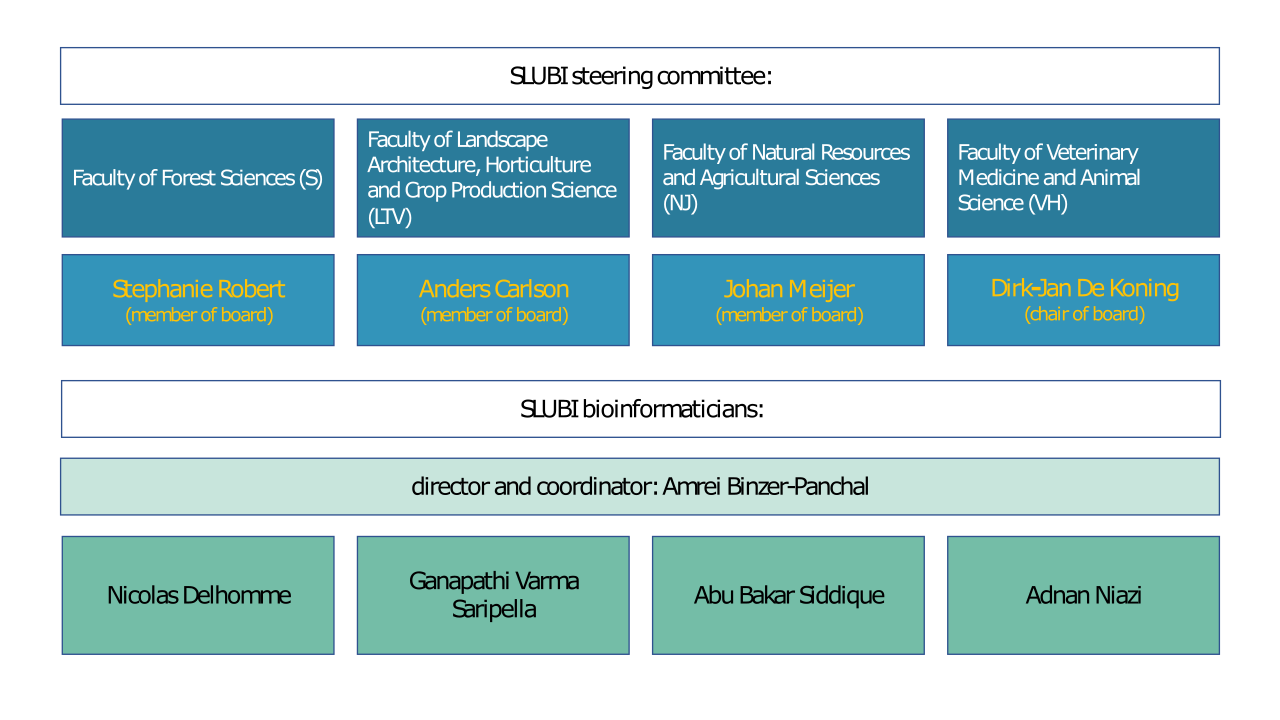 SLUBI steering committee:
Faculty of Forest Sciences (S)
Faculty of Landscape
Architecture, Horticulture
and Crop Production Science
(LTV)
Faculty of Natural Resources
and Agricultural Sciences
(NJ)
Faculty of Veterinary
Medicine and Animal
Science (VH)
Stephanie Robert
(member of board)
Anders Carlson
(member of board)
Johan Meijer
(member of board)
Dirk-Jan De Koning
(chair of board)
SLUBI bioinformaticians:
director and coordinator: Amrei Binzer-Panchal
Nicolas Delhomme
Ganapathi Varma
Saripella
Abu Bakar Siddique
Adnan Niazi